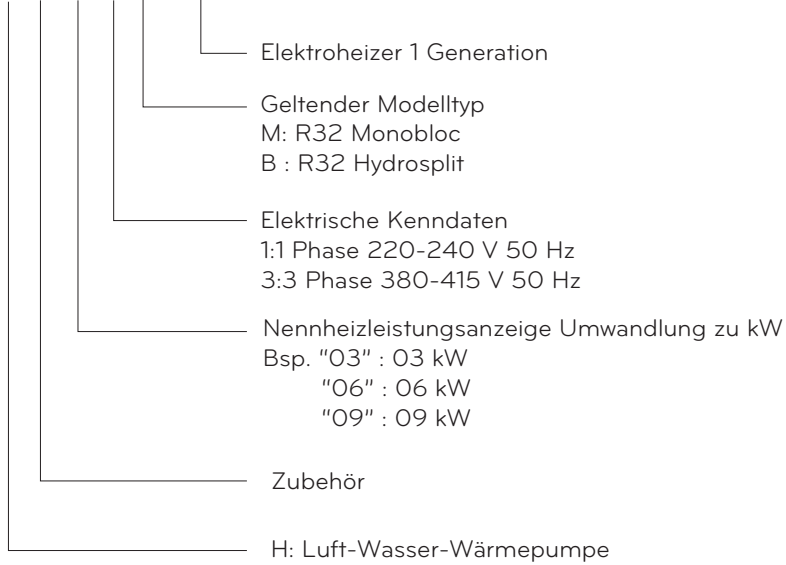 Elektroheizer 1 Generation
Geltender Modelltyp
M: R32 Monobloc
B : R32 Hydrosplit
Elektrische Kenndaten
1:1 Phase 220-240 V 50 Hz
3:3 Phase 380-415 V 50 Hz
Nennheizleistungsanzeige Umwandlung zu kW
Bsp. "03" : 03 kW
"06" : 06 kW
"09" : 09 kW
Zubehör
H: Luft-Wasser-Wärmepumpe